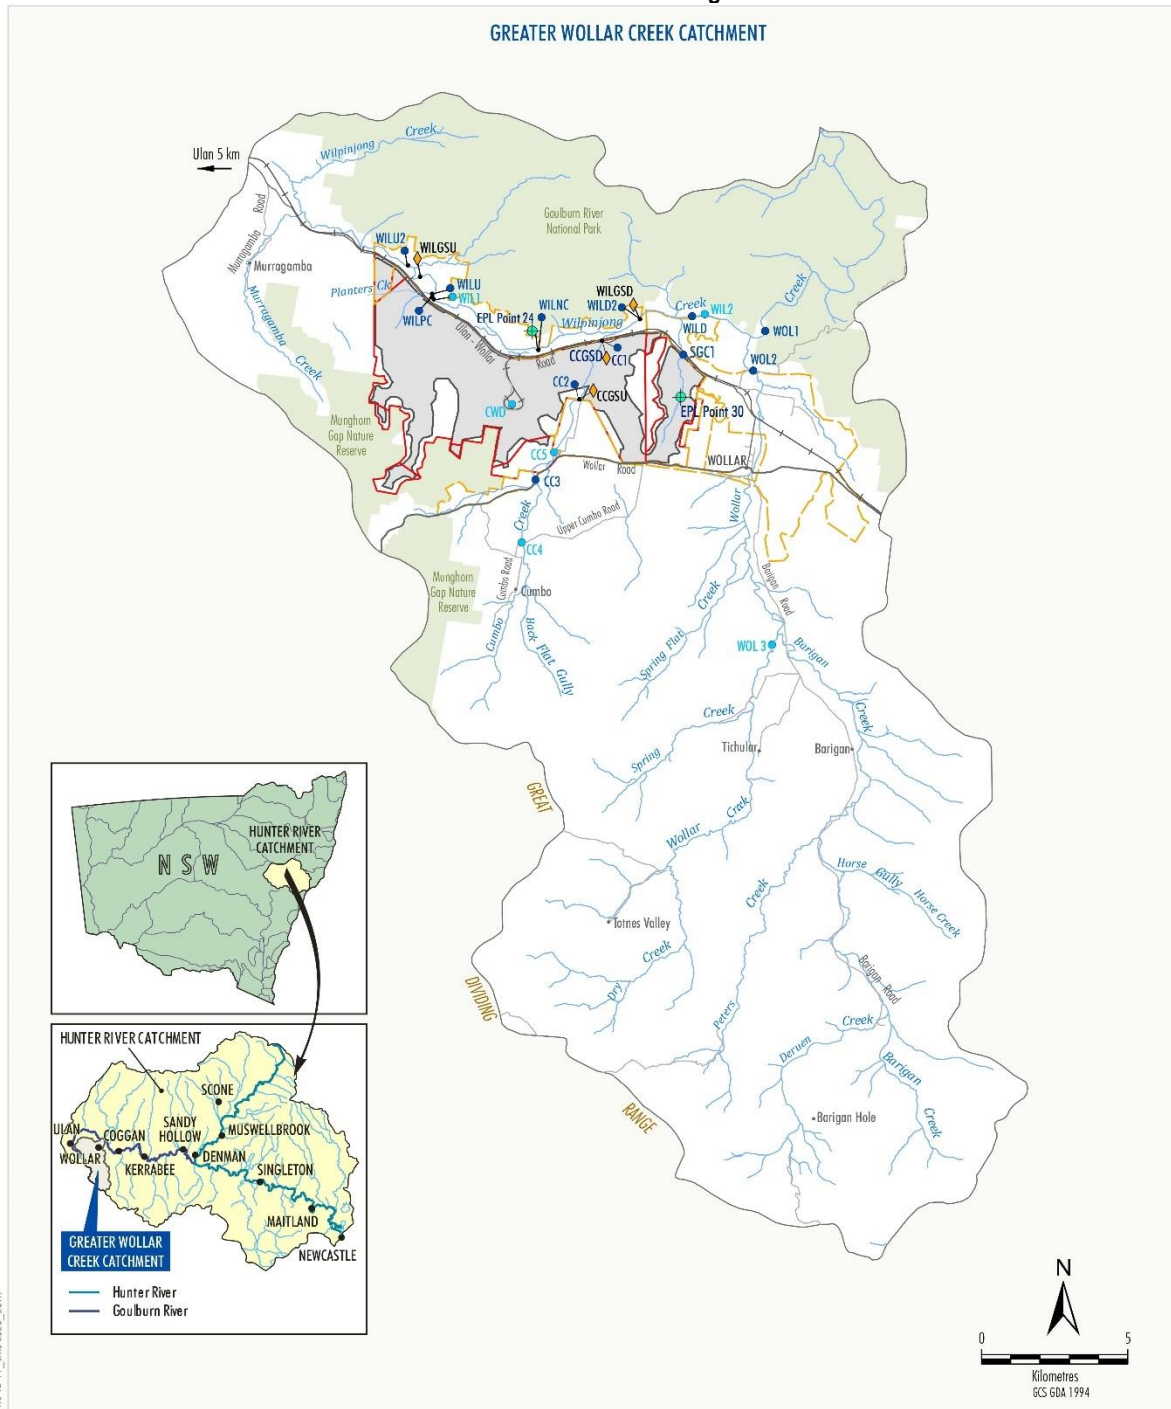 GREATER WOLLAR CREEK CATCHMENT
Ulan 5 km
Wilpinjong
Creek
Murragamba
Road
Goulburn River
National Park
WILU2
WILGSU
Murragamba
Planters Ck
WILU
WIL1
WILPC
Murragamba
Creek
Ulan - Wollar
Road
EPL Point 24
WILNC
Wilpinjong
Creek
WILGSD
WILD2
WIL2
WILD
Creek
WOL1
WOL2
SGC1
CCGSD
CC1
CC2
CCGSU
CWD
EPL Point 30
Munghorn
Gap Nature
Reserve
CC5
Wollar
Road
WOLLAR
CC3
Creek
Upper Cumbo Road
Wollar
CC4
Munghorn
Gap Nature
Reserve
Cumbo Road
Cumbo
Cumbo
Back Flat Gully
Spring Flat
Creek
Barigan
Road
WOL 3
Barigan
Creek
Creek
Spring
Tichular
Barigan
GREAT
Wollar
Creek
Horse
Gully
Horse Creek
Creek
Totnes Valley
Dry
Creek
Barigan Road
DIVIDING
Peters
Creek
Deruen
Barigan
Creek
RANGE
Barigan Hole
NSW
HUNTER RIVER
CATCHMENT
HUNTER RIVER CATCHMENT
SCONE
SANDY
HOLLOW
MUSWELLBROOK
ULAN
COGGAN
WOLLAR
DENMAN
KERRABEE
SINGLETON
MAITLAND
NEWCASTLE
GREATER WOLLAR
CREEK CATCHMENT
Hunter River
Goulburn River
N
0
5
Kilometres
GCS GDA 1994